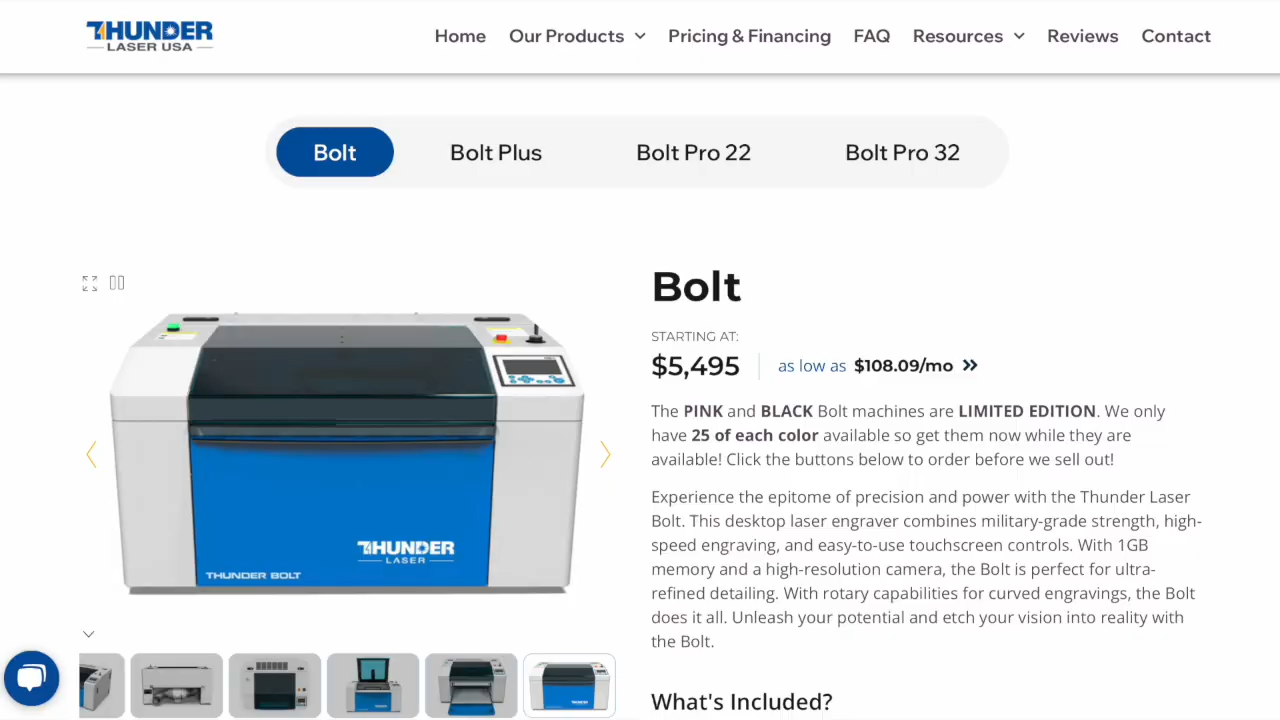 THUNDER
LASER USA
Home Our Products Pricing & Financing FAQ Resources Reviews Contact
Bolt Bolt Plus Bolt Pro 22 Bolt Pro 32
Bolt
STARTING AT:
$5,495 as low as $108.09/mo »
The PINK and BLACK Bolt machines are LIMITED EDITION. We only
have 25 of each color available so get them now while they are
available! Click the buttons below to order before we sell out!
Experience the epitome of precision and power with the Thunder Laser
Bolt. This desktop laser engraver combines military-grade strength, high-
speed engraving, and easy-to-use touchscreen controls. With 1GB
memory and a high-resolution camera, the Bolt is perfect for ultra-
refined detailing. With rotary capabilities for curved engravings, the Bolt
does it all. Unleash your potential and etch your vision into reality with
the Bolt.
What's Included?
THUNDER
LASER
THUNDER BOLT